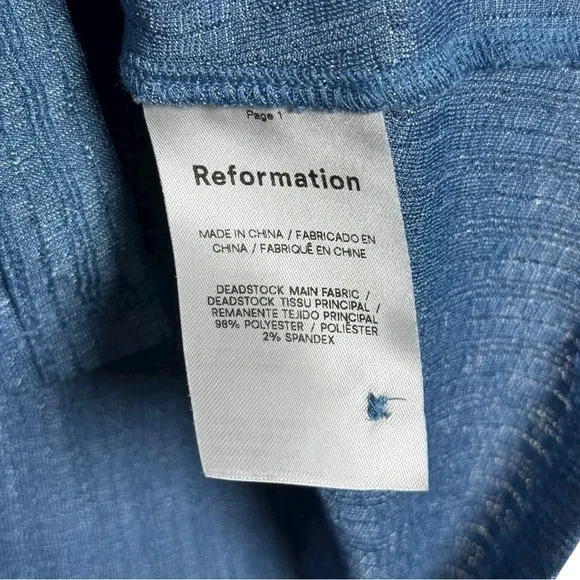 Page 1
Reformation
MADE IN CHINA / FABRICADO EN
CHINA / FABRIQUÉ EN CHINE
DEADSTOCK MAIN FABRIC /
DEADSTOCK TISSU PRINCIPAL /
REMANENTE TEJIDO PRINCIPAL
98% POLYESTER / POLIÉSTER
2% SPANDEX